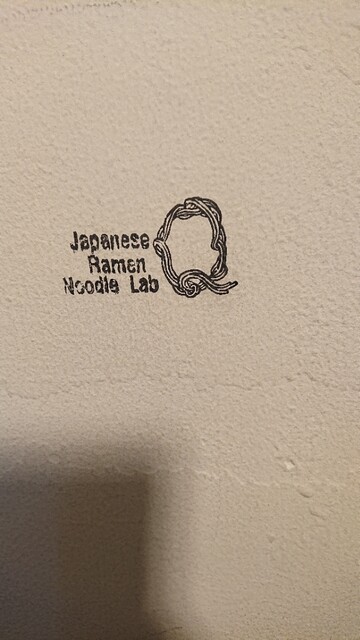 Japanese
Ramen
Noodle Lab
Q